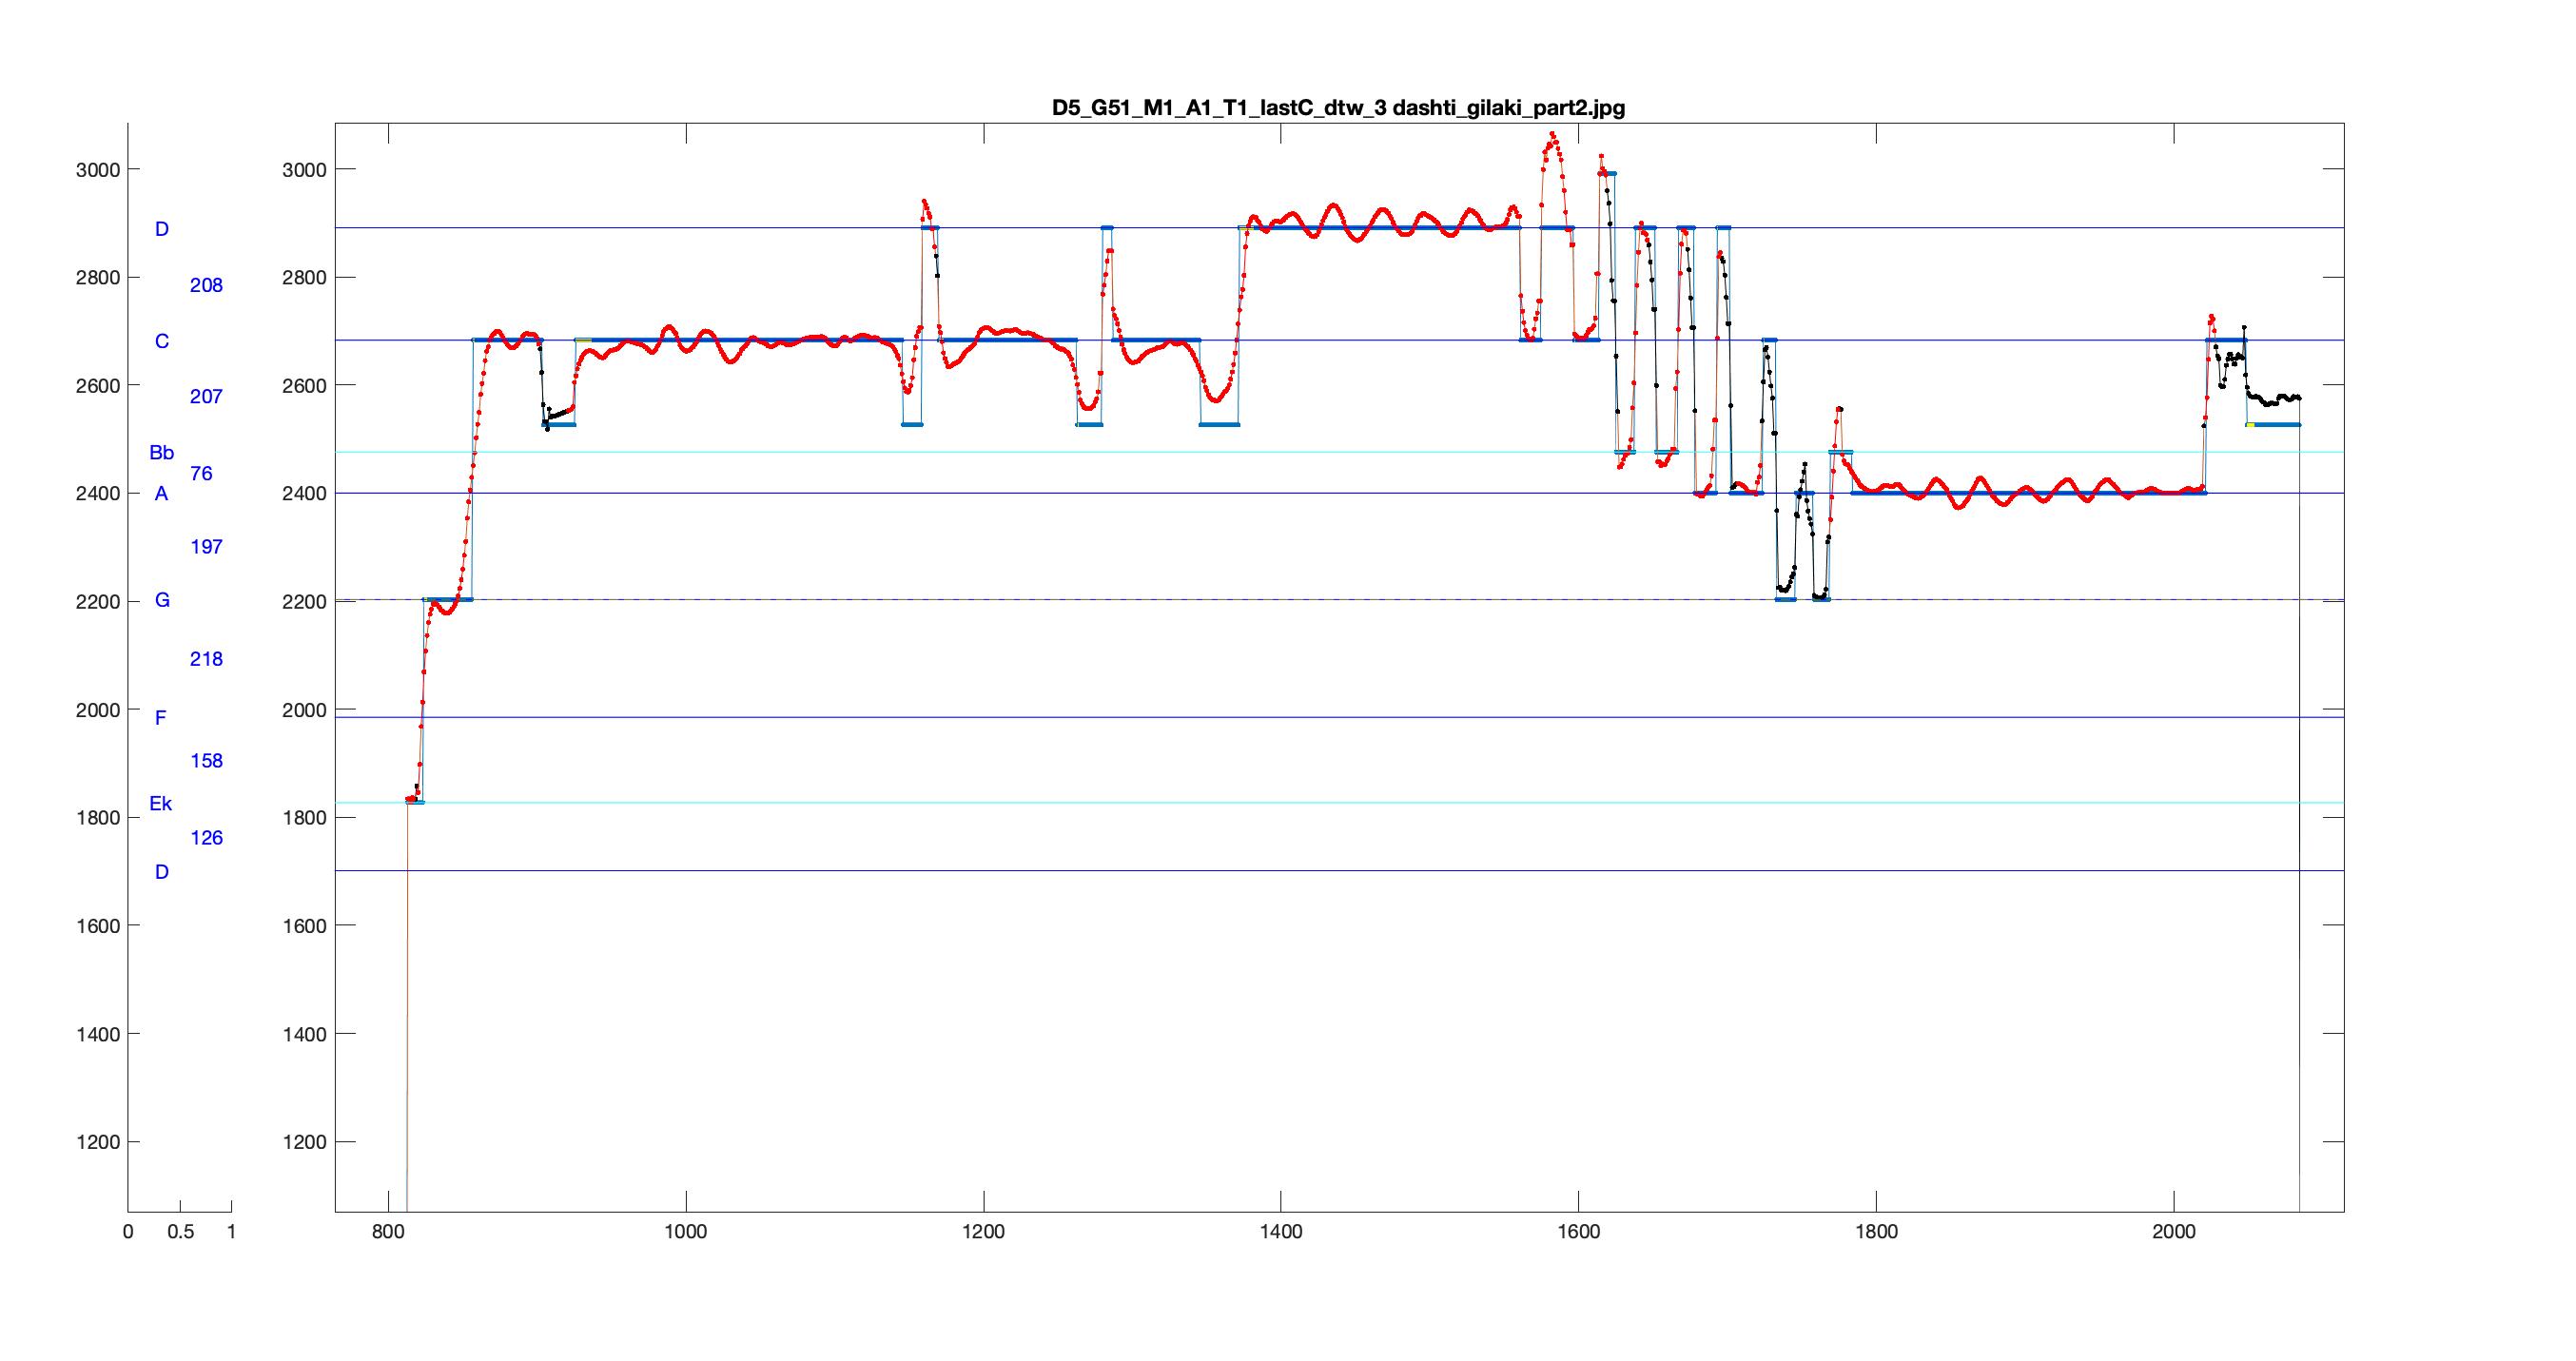 D5_G51_M1_A1_T1_lastC_dtw_3 dashti_gilaki_part2.jpg
3000 3000
D
208
2800 2800
C
2600 207 2600
Bb
76
2400 A 2400
197
2200 G 2200
218
2000 F 2000
158
1800 Ek 1800
126
D
1600 1600
1400 1400
1200 1200
0 0.5 1 800 1000 1200 1400 1600 1800 2000